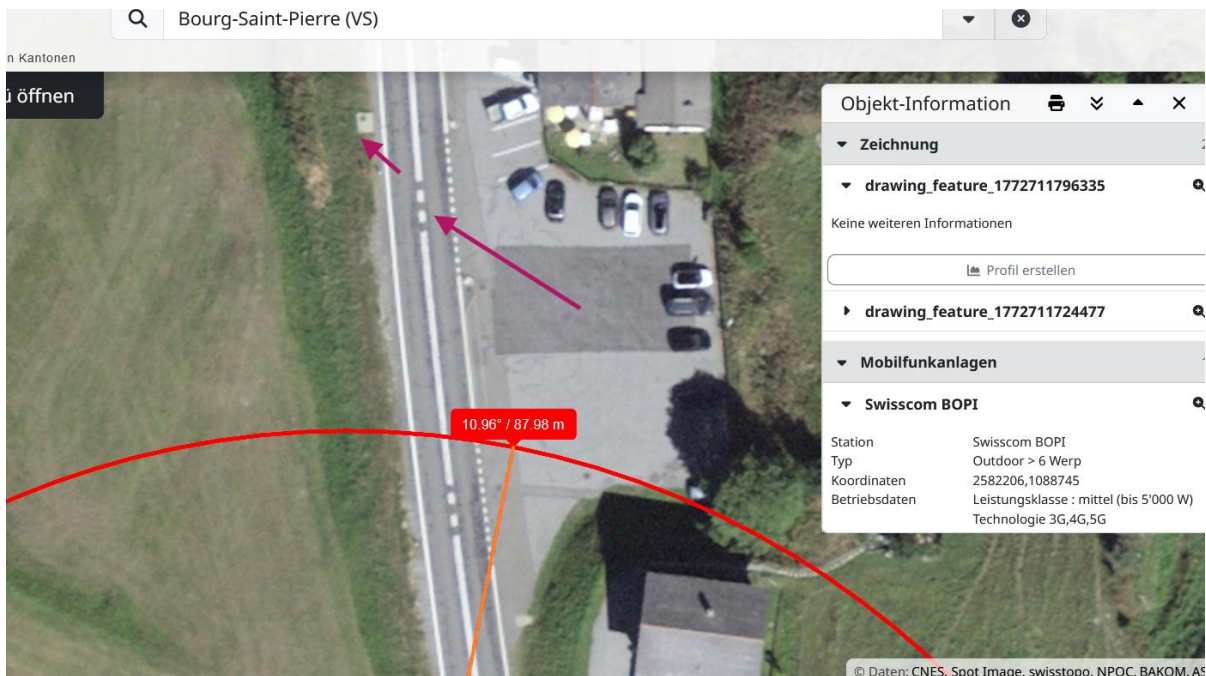 Bourg-Saint-Pierre (VS)
n Kantonen
ü öffnen
Objekt-Information
Zeichnung 2
drawing_feature_1772711796335
Keine weiteren Informationen
Profil erstellen
drawing_feature_1772711724477
Mobilfunkanlagen 1
Swisscom BOPI
Station Swisscom BOPI
Typ Outdoor > 6 Werp
Koordinaten 2582206,1088745
Betriebsdaten Leistungsklasse : mittel (bis 5'000 W)
Technologie 3G,4G,5G
10.96° / 87.98 m
© Daten: CNES, Spot Image, swisstopo, NPOC, BAKOM, AS